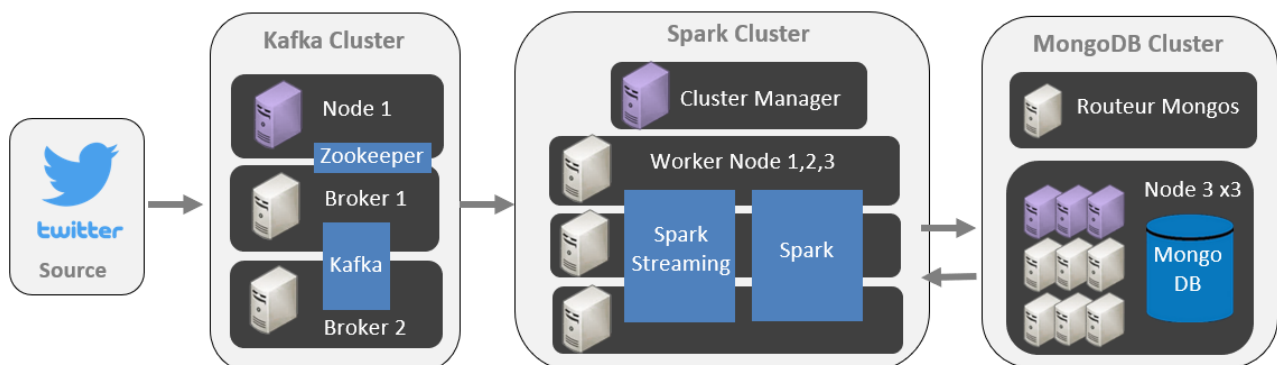 twitter
Source
Kafka Cluster
Node 1
Zookeeper
Broker 1
Kafka
Broker 2
Spark Cluster
Cluster Manager
Worker Node 1,2,3
Spark
Streaming
Spark
MongoDB Cluster
Routeur Mongos
Node 3 x3
Mongo
DB